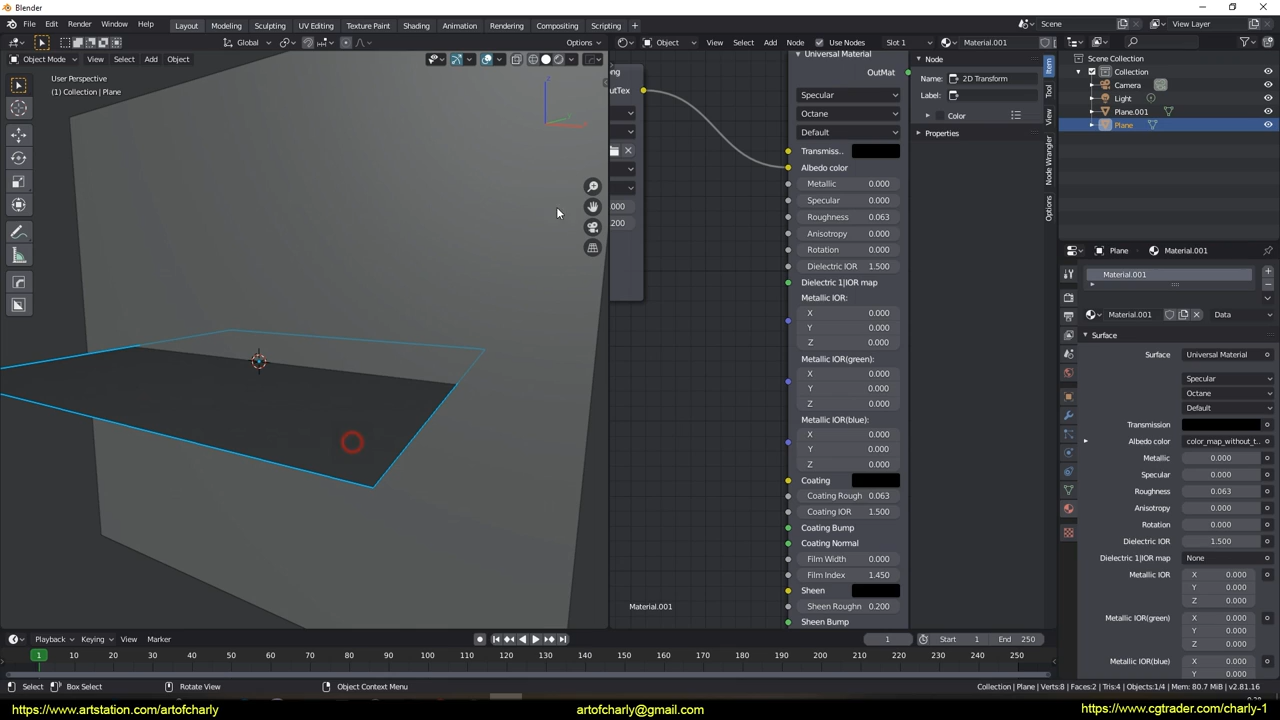 Blender
File Edit Render Window Help Layout Modeling Sculpting UV Editing Texture Paint Shading Animation Rendering Compositing Scripting + Scene View Layer
Global Options Object View Select Add Node Use Nodes Slot 1 Material.001
Object Mode View Select Add Object
User Perspective
(1) Collection | Plane
Universal Material
OutMat
Specular
Octane
Default
Transmiss..
Albedo color
Metallic 0.000
Specular 0.000
Roughness 0.063
Anisotropy 0.000
Rotation 0.000
Dielectric IOR 1.500
Dielectric 1|IOR map
Metallic IOR:
X 0.000
Y 0.000
Z 0.000
Metallic IOR(green):
X 0.000
Y 0.000
Z 0.000
Metallic IOR(blue):
X 0.000
Y 0.000
Z 0.000
Coating
Coating Rough 0.063
Coating IOR 1.500
Coating Bump
Coating Normal
Film Width 0.000
Film Index 1.450
Sheen
Sheen Roughn 0.200
Sheen Bump
Material.001
Node
Name: 2D Transform
Label:
Color
Properties
Item
Tool
View
Node Wrangler
Options
Scene Collection
Collection
Camera
Light
Plane.001
Plane
Plane Material.001
Material.001
Material.001 Data
Surface
Surface Universal Material
Specular
Octane
Default
Transmission
Albedo color color_map_without_t..
Metallic 0.000
Specular 0.000
Roughness 0.063
Anisotropy 0.000
Rotation 0.000
Dielectric IOR 1.500
Dielectric 1|IOR map None
Metallic IOR X 0.000
Y 0.000
Z 0.000
Metallic IOR(green) X 0.000
Y 0.000
Z 0.000
Metallic IOR(blue) X 0.000
Y 0.000
Z 0.000
Playback Keying View Marker 1 Start 1 End 250
1 10 20 30 40 50 60 70 80 90 100 110 120 130 140 150 160 170 180 190 200 210 220 230 240 250
Select Box Select Rotate View Object Context Menu Collection | Plane | Verts:8 | Faces:2 | Tris:4 | Objects:1/4 | Mem: 80.7 MiB | v2.81.16
https://www.artstation.com/artofcharly artofcharly@gmail.com https://www.cgtrader.com/charly-1